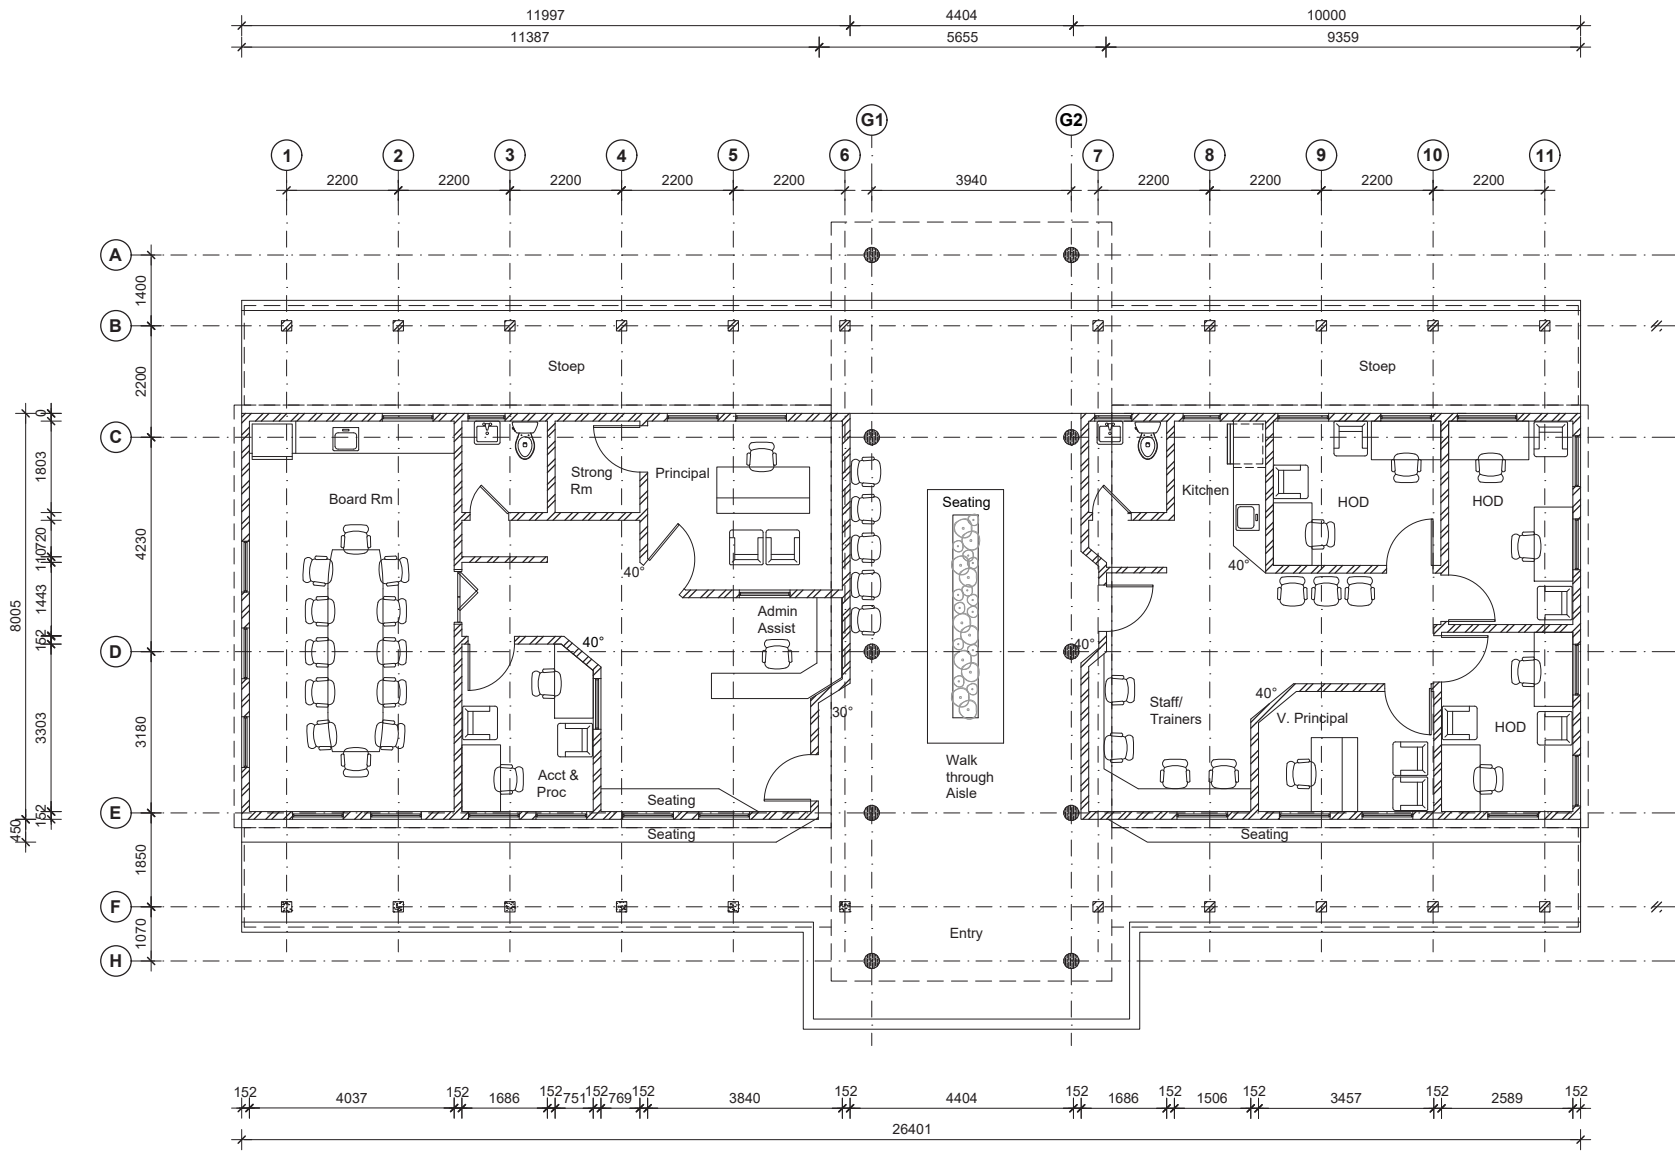 11997 4404 10000
11387 5655 9359
G1 G2
1 2 3 4 5 6 7 8 9 10 11
2200 2200 2200 2200 2200 3940 2200 2200 2200 2200
A
1400
B
2200
Stoep Stoep
C
0
1803
720
110
1443
152
3303
152
450
8005
4230
D
3180
E
1850
F
1070
H
Board Rm
Strong
Rm
Principal
40°
Admin
Assist
40°
30°
Acct &
Proc
Seating
Seating
Seating
Walk
through
Aisle
Entry
Kitchen
HOD
HOD
40°
40°
Staff/
Trainers
40°
V. Principal
HOD
Seating
152 4037 152 1686 152 751 152 769 152 3840 152 4404 152 1686 152 1506 152 3457 152 2589 152
26401